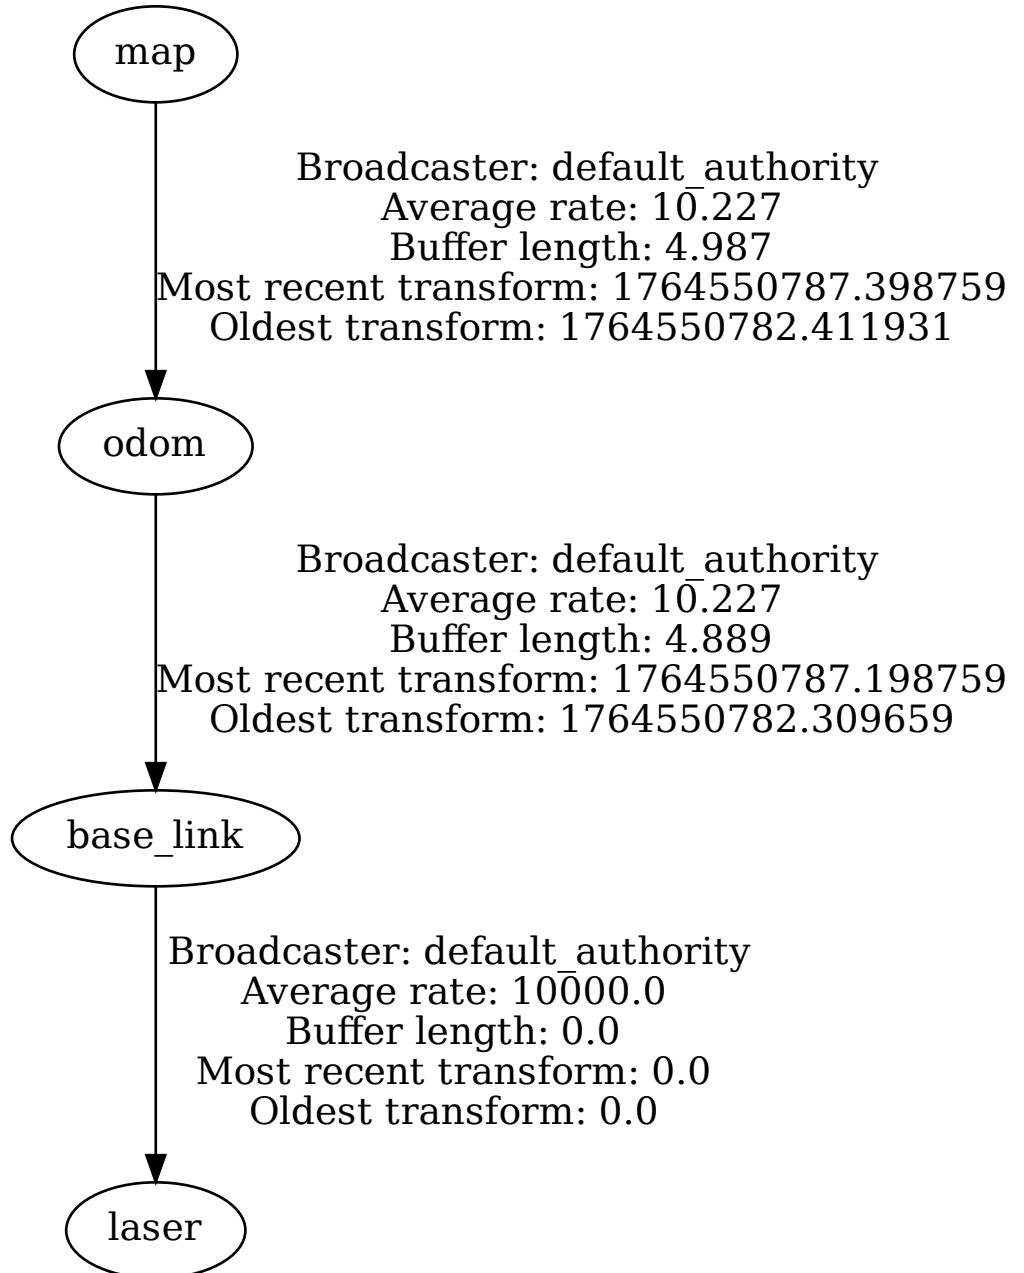 map
Broadcaster: default_authority
Average rate: 10.227
Buffer length: 4.987
Most recent transform: 1764550787.398759
Oldest transform: 1764550782.411931
odom
Broadcaster: default_authority
Average rate: 10.227
Buffer length: 4.889
Most recent transform: 1764550787.198759
Oldest transform: 1764550782.309659
base_link
Broadcaster: default_authority
Average rate: 10000.0
Buffer length: 0.0
Most recent transform: 0.0
Oldest transform: 0.0
laser